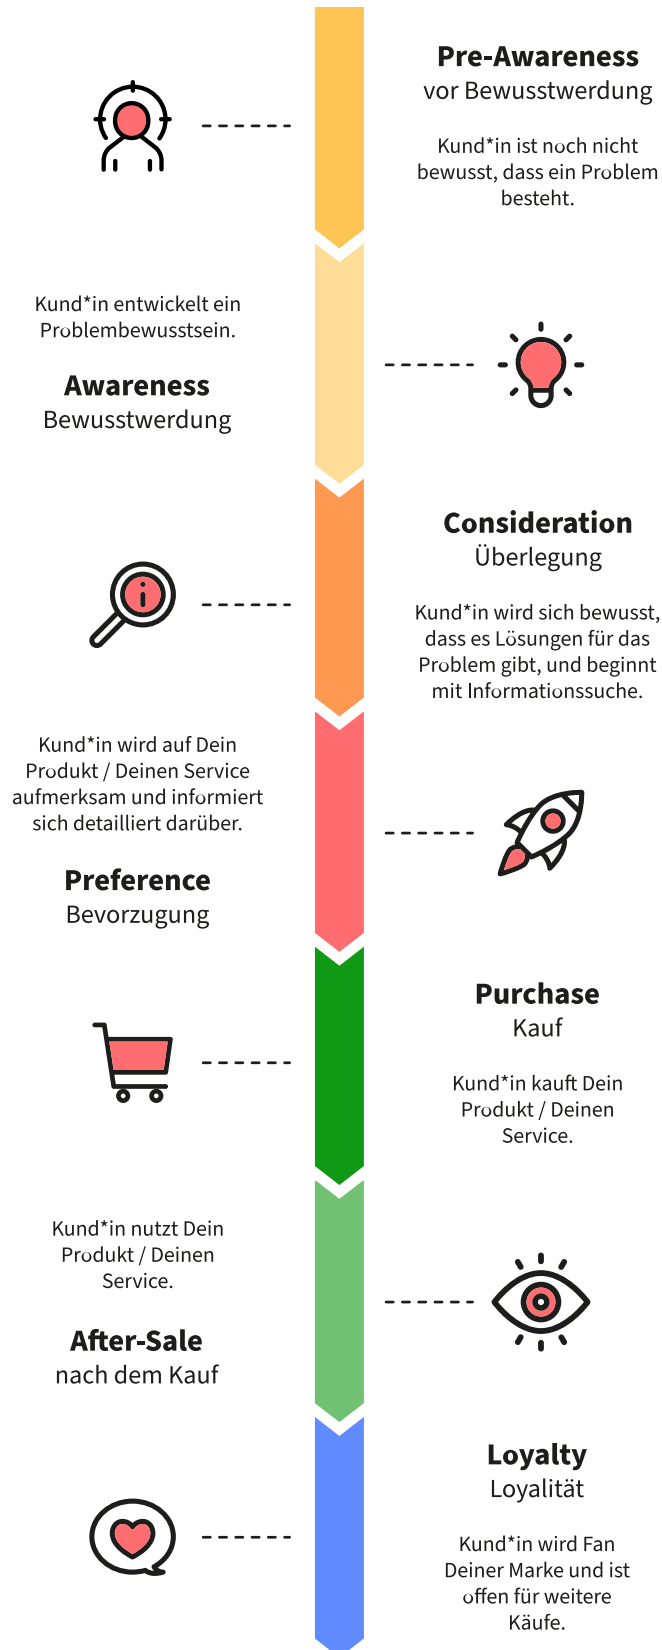 Pre-Awareness
vor Bewusstwerdung
Kund*in ist noch nicht
bewusst, dass ein Problem
besteht.
Kund*in entwickelt ein
Problembewusstsein.
Awareness
Bewusstwerdung
Consideration
Überlegung
Kund*in wird sich bewusst,
dass es Lösungen für das
Problem gibt, und beginnt
mit Informationssuche.
Kund*in wird auf Dein
Produkt / Deinen Service
aufmerksam und informiert
sich detailliert darüber.
Preference
Bevorzugung
Purchase
Kauf
Kund*in kauft Dein
Produkt / Deinen
Service.
Kund*in nutzt Dein
Produkt / Deinen
Service.
After-Sale
nach dem Kauf
Loyalty
Loyalität
Kund*in wird Fan
Deiner Marke und ist
offen für weitere
Käufe.